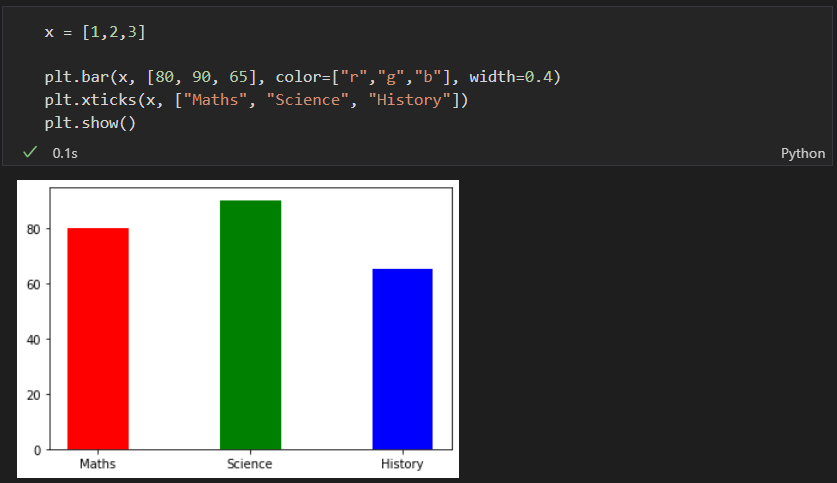 x = [1,2,3]
plt.bar(x, [80, 90, 65], color=["r","g","b"], width=0.4)
plt.xticks(x, ["Maths", "Science", "History"])
plt.show()
✓ 0.1s Python
80
60
40
20
0
Maths Science History